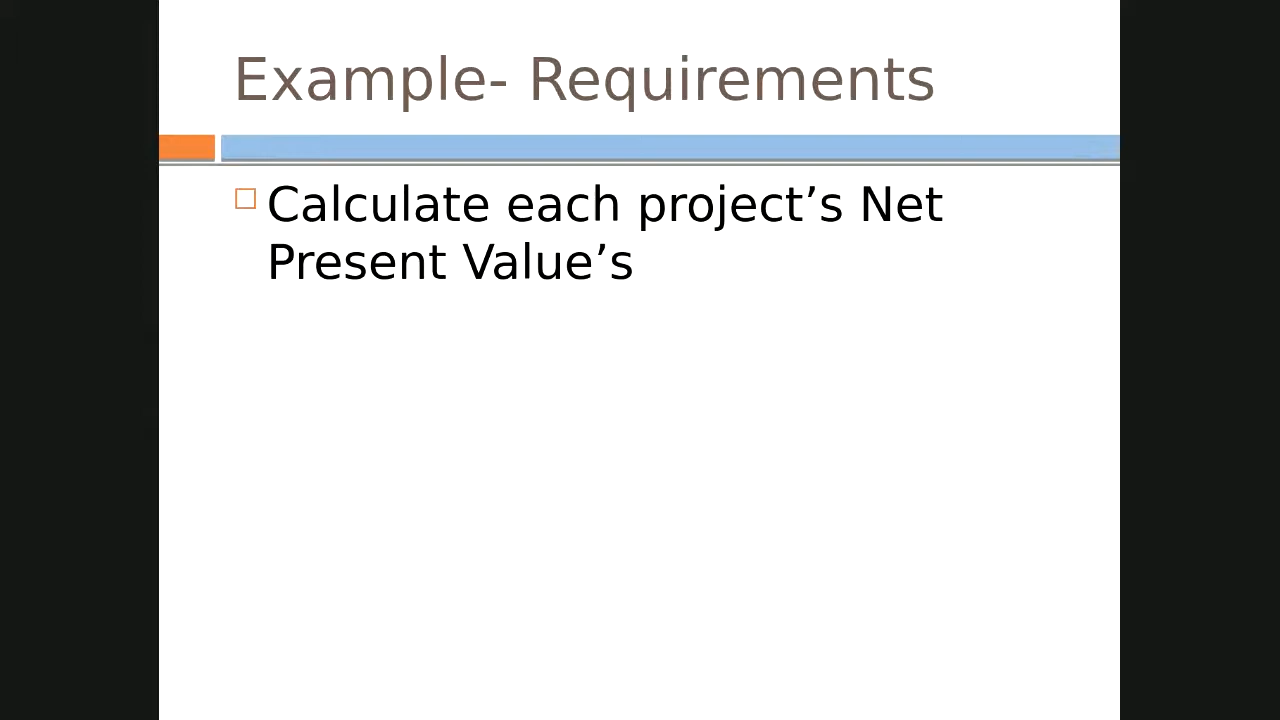 Example- Requirements
Calculate each project’s Net
Present Value’s